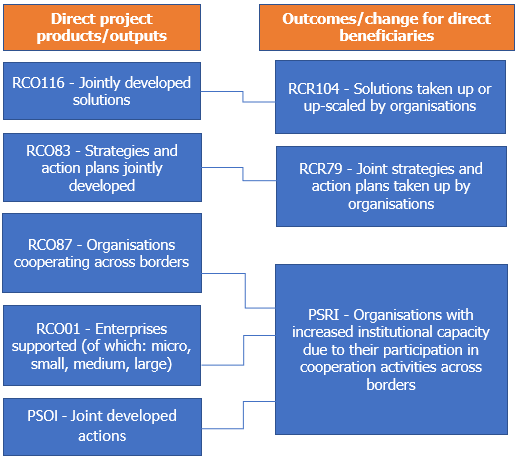 Direct project
products/outputs
Outcomes/change for direct
beneficiaries
RCO116 - Jointly developed
solutions
RCR104 - Solutions taken up or
up-scaled by organisations
RCO83 - Strategies and
action plans jointly
developed
RCR79 - Joint strategies and
action plans taken up by
organisations
RCO87 - Organisations
cooperating across borders
RCO01 - Enterprises
supported (of which: micro,
small, medium, large)
PSOI - Joint developed
actions
PSRI - Organisations with
increased institutional capacity
due to their participation in
cooperation activities across
borders